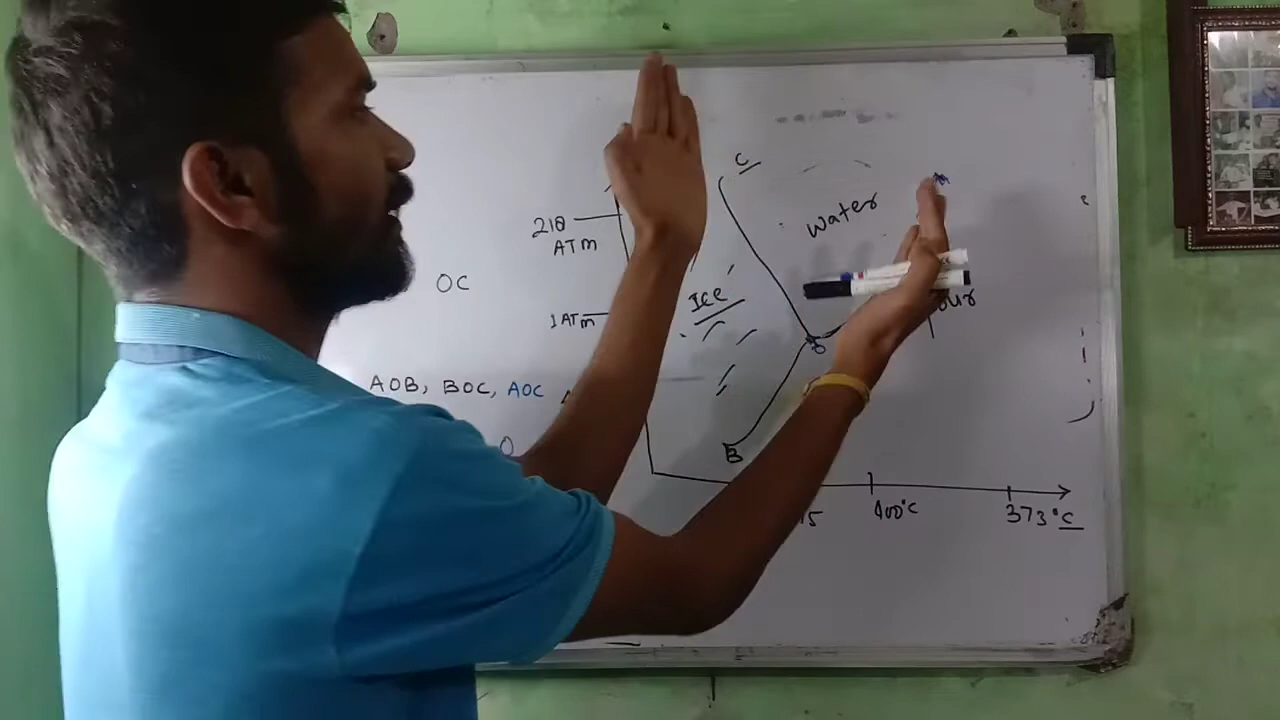 C
water
218
ATM
OC
Ice
1 ATM
O
AOB, BOC, AOC
O
B
100°C
373°C